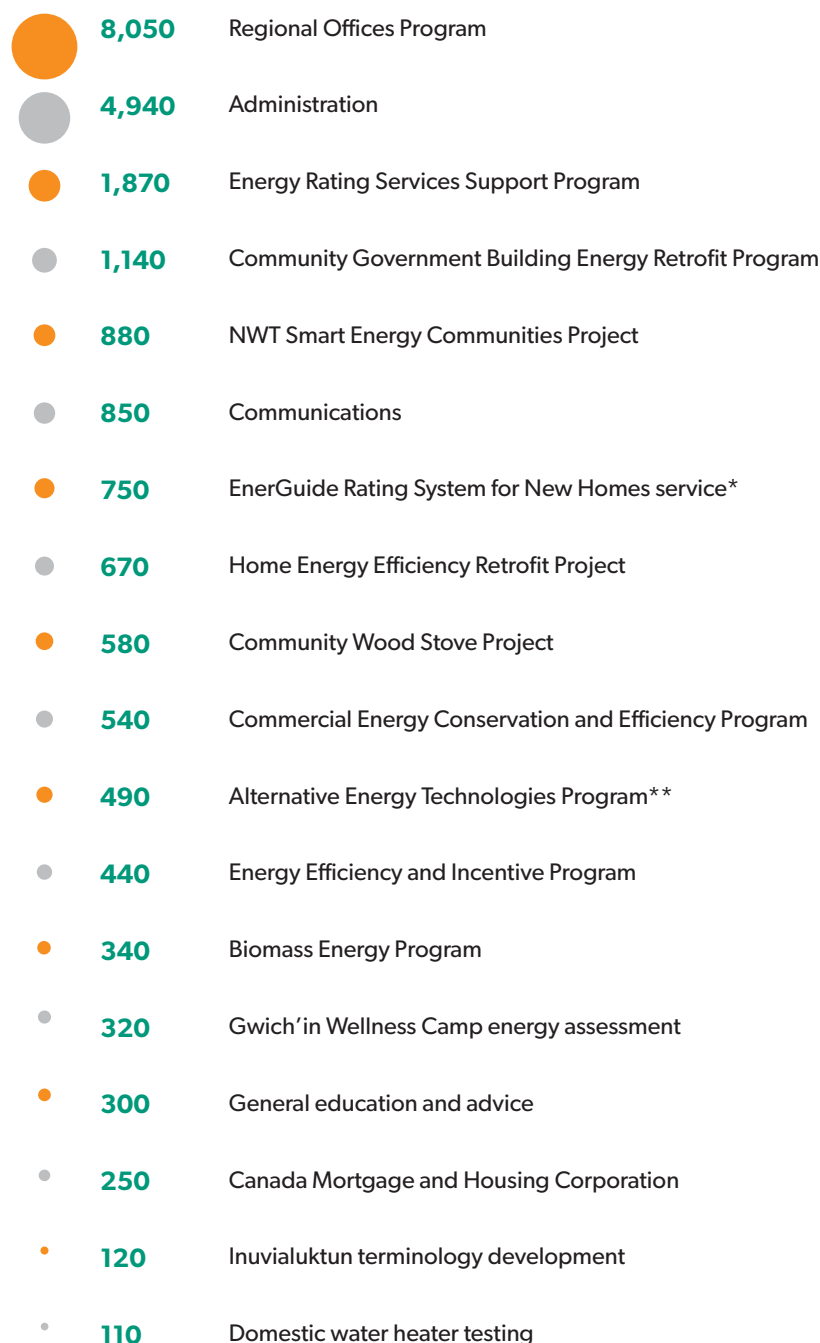 8,050 Regional Offices Program
4,940 Administration
1,870 Energy Rating Services Support Program
1,140 Community Government Building Energy Retrofit Program
880 NWT Smart Energy Communities Project
850 Communications
750 EnerGuide Rating System for New Homes service*
670 Home Energy Efficiency Retrofit Project
580 Community Wood Stove Project
540 Commercial Energy Conservation and Efficiency Program
490 Alternative Energy Technologies Program**
440 Energy Efficiency and Incentive Program
340 Biomass Energy Program
320 Gwich’in Wellness Camp energy assessment
300 General education and advice
250 Canada Mortgage and Housing Corporation
120 Inuvialuktun terminology development
110 Domestic water heater testing